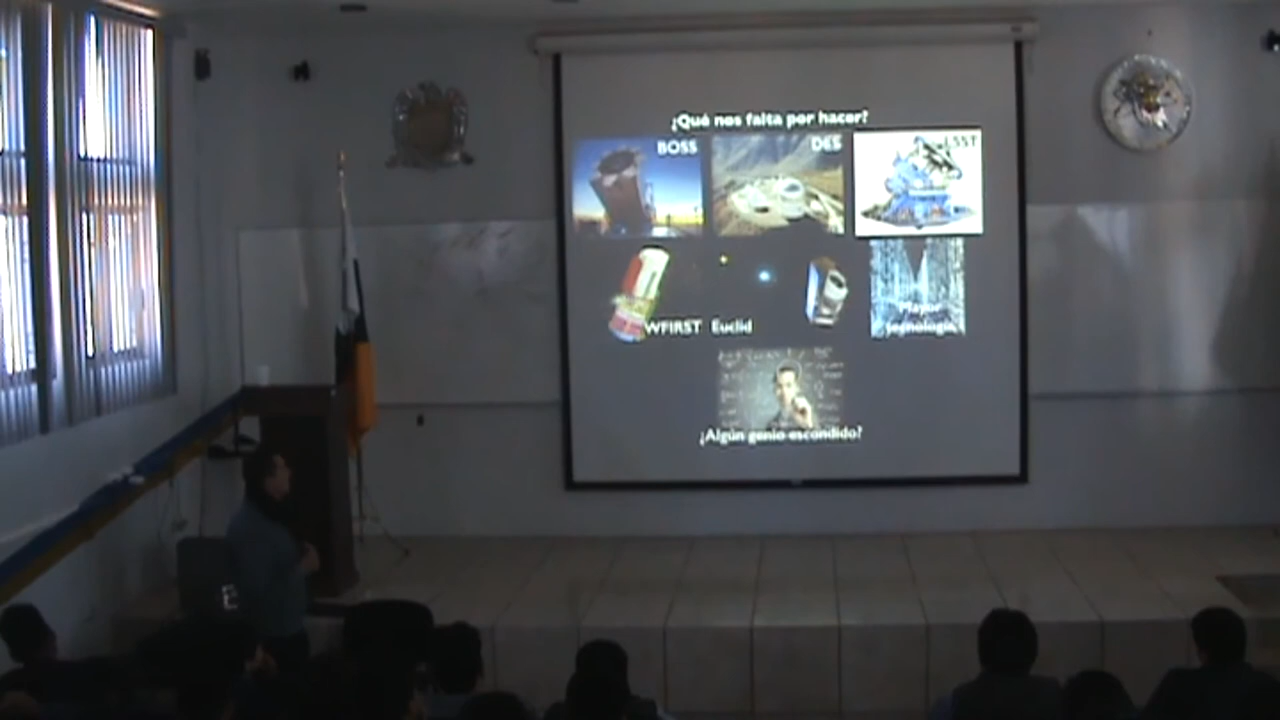 ¿Qué nos falta por hacer?
BOSS
DES
LSST
WFIRST
Euclid
Mayor
tecnología
¿Algún genio escondido?
E